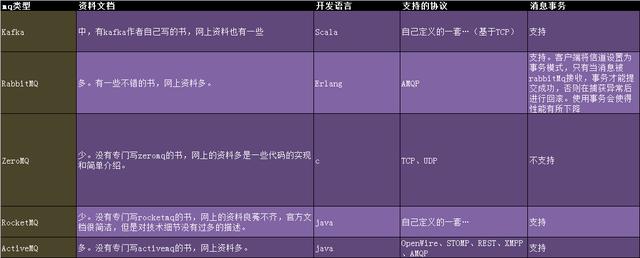 mq类型 资料文档 开发语言 支持的协议 消息事务
Kafka 中，有kafka作者自己写的书，网上资料也有一些 Scala 自己定义的一套…（基于TCP） 支持
支持。客户端将信道设置为
事务模式，只有当消息被
RabbitMQ 多。有一些不错的书，网上资料多。 Erlang AMQP rabbitMq接收，事务才能提
交成功，否则在捕获异常后
进行回滚。使用事务会使得
性能有所下降
ZeroMQ 少。没有专门写zeromq的书，网上的资料多是一些代码的实现 c TCP、UDP 不支持
和简单介绍。
RocketMQ 少。没有专门写rocketmq的书，网上的资料良莠不齐，官方文 java 自己定义的一套… 支持
档很简洁，但是对技术细节没有过多的描述。
ActiveMQ 多。没有专门写activemq的书，网上资料多。 java OpenWire、STOMP、REST、XMPP 支持
、AMQP